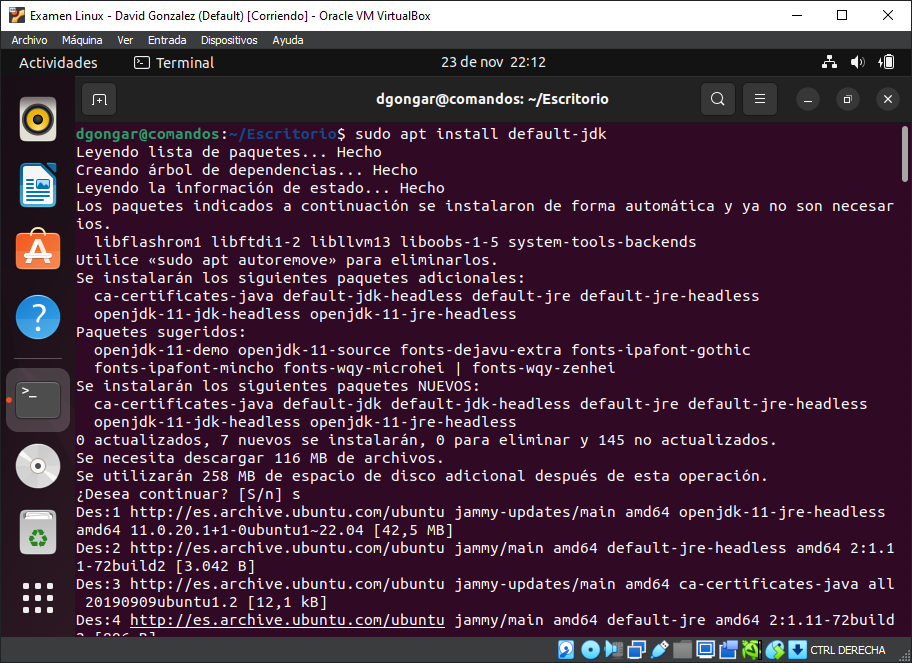 Examen Linux - David Gonzalez (Default) [Corriendo] - Oracle VM VirtualBox
Archivo Máquina Ver Entrada Dispositivos Ayuda
Actividades Terminal 23 de nov 22:12
dgongar@comandos: ~/Escritorio
dgongar@comandos:~/Escritorio$ sudo apt install default-jdk
Leyendo lista de paquetes... Hecho
Creando árbol de dependencias... Hecho
Leyendo la información de estado... Hecho
Los paquetes indicados a continuación se instalaron de forma automática y ya no son necesar
ios.
  libflashrom1 libftdi1-2 libllvm13 liboobs-1-5 system-tools-backends
Utilice «sudo apt autoremove» para eliminarlos.
Se instalarán los siguientes paquetes adicionales:
  ca-certificates-java default-jdk-headless default-jre default-jre-headless
  openjdk-11-jdk-headless openjdk-11-jre-headless
Paquetes sugeridos:
  openjdk-11-demo openjdk-11-source fonts-dejavu-extra fonts-ipafont-gothic
  fonts-ipafont-mincho fonts-wqy-microhei | fonts-wqy-zenhei
Se instalarán los siguientes paquetes NUEVOS:
  ca-certificates-java default-jdk default-jdk-headless default-jre default-jre-headless
  openjdk-11-jdk-headless openjdk-11-jre-headless
0 actualizados, 7 nuevos se instalarán, 0 para eliminar y 145 no actualizados.
Se necesita descargar 116 MB de archivos.
Se utilizarán 258 MB de espacio de disco adicional después de esta operación.
¿Desea continuar? [S/n] s
Des:1 http://es.archive.ubuntu.com/ubuntu jammy-updates/main amd64 openjdk-11-jre-headless
amd64 11.0.20.1+1-0ubuntu1~22.04 [42,5 MB]
Des:2 http://es.archive.ubuntu.com/ubuntu jammy/main amd64 default-jre-headless amd64 2:1.1
1-72build2 [3.042 B]
Des:3 http://es.archive.ubuntu.com/ubuntu jammy-updates/main amd64 ca-certificates-java all
 20190909ubuntu1.2 [12,1 kB]
Des:4 http://es.archive.ubuntu.com/ubuntu jammy/main amd64 default-jre amd64 2:1.11-72build
CTRL DERECHA